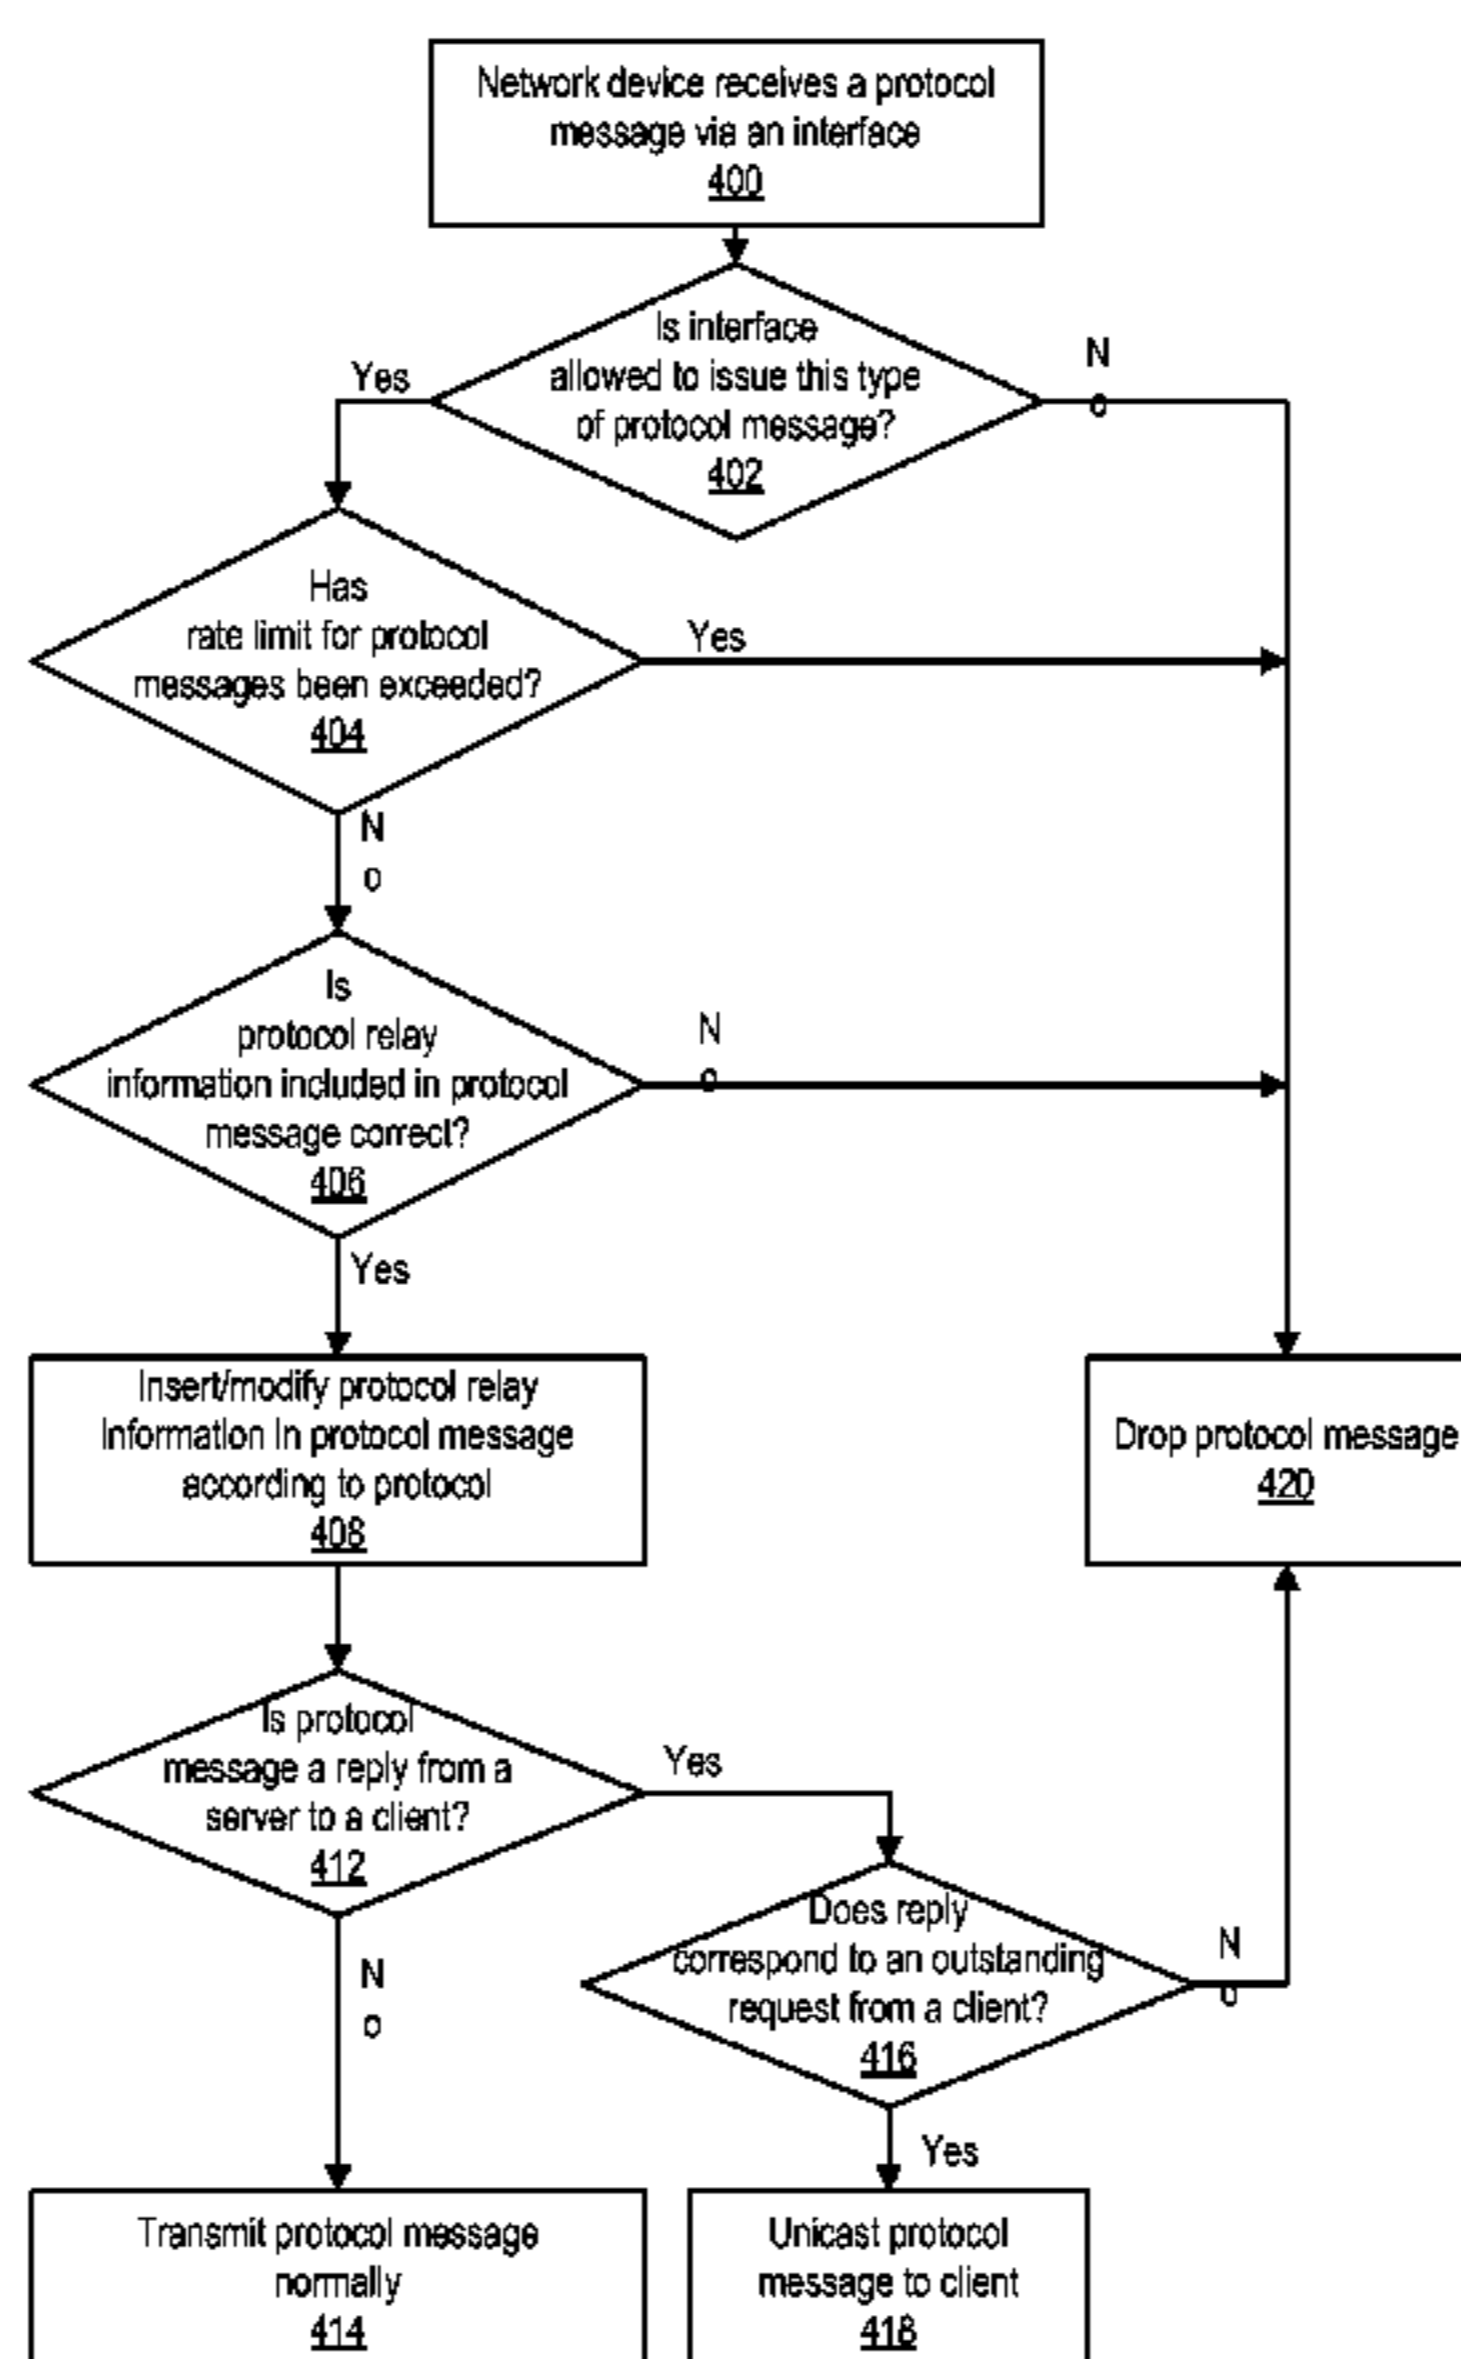 Network device receives a protocol
message via an interface
400
Is interface
allowed to issue this type
of protocol message?
402
Yes
N
o
Has
rate limit for protocol
messages been exceeded?
404
Yes
N
o
Is
protocol relay
information included in protocol
message correct?
406
N
o
Yes
Insert/modify protocol relay
information in protocol message
according to protocol
408
Drop protocol message
420
Is protocol
message a reply from a
server to a client?
412
Yes
N
o
Does reply
correspond to an outstanding
request from a client?
416
N
o
Yes
Transmit protocol message
normally
414
Unicast protocol
message to client
418